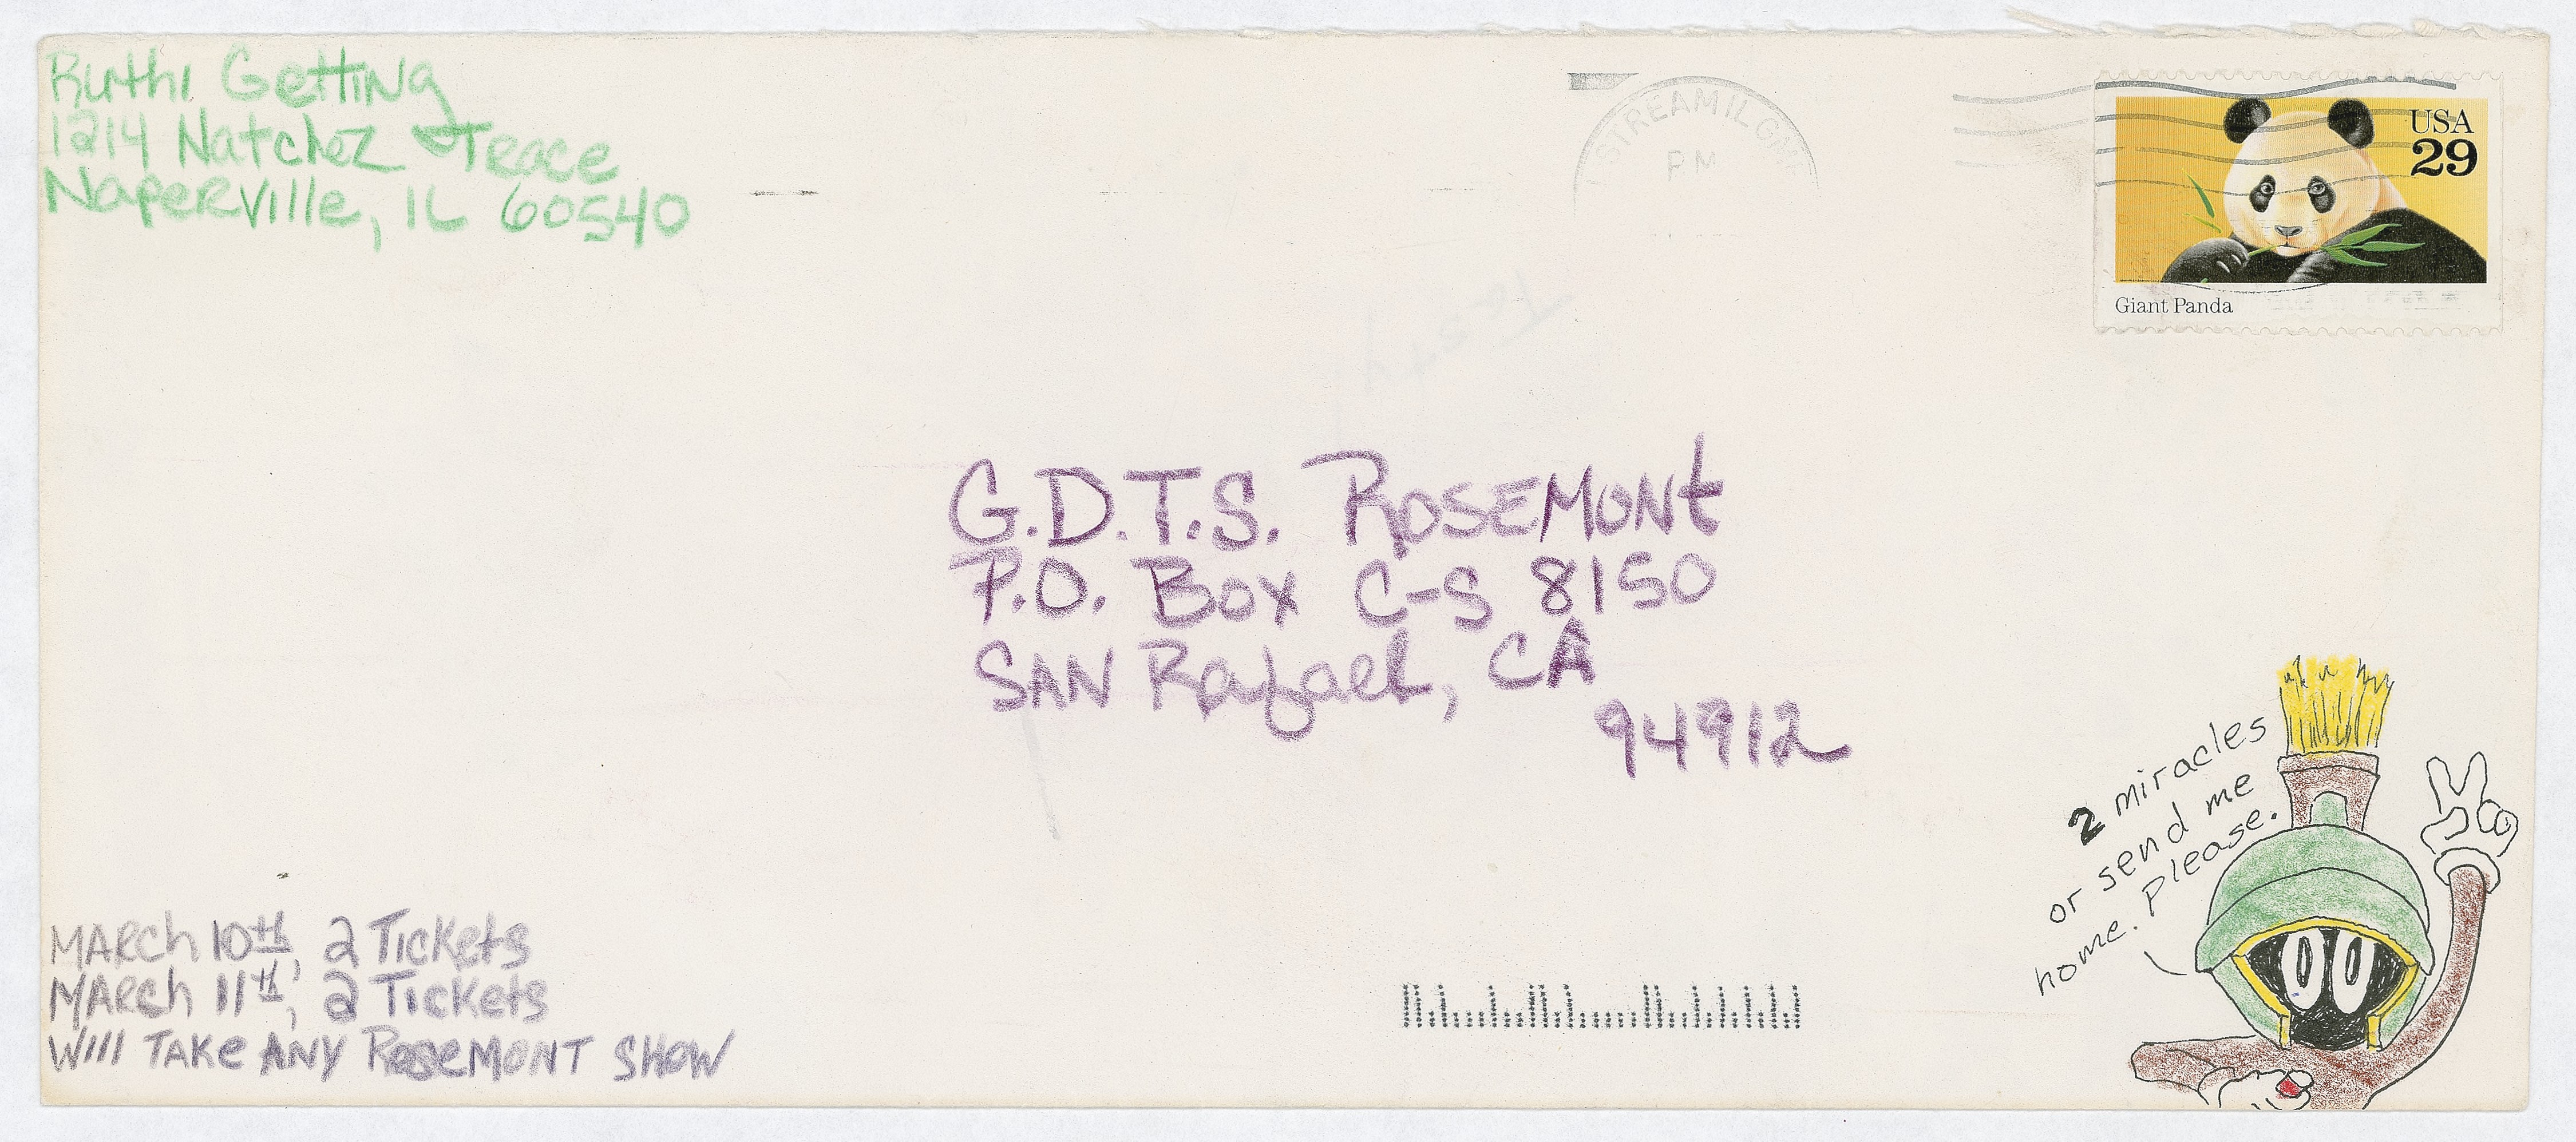 Ruthi Getting
1214 Natchez Trace
Naperville, IL 60540
STREAM IL GMF
PM
USA
29
Giant Panda
G.D.T.S. ROSEMONt
P.O. Box C-S 8150
SAN Rafael, CA
94912
2 miracles
or send me
home. please.
MARCh 10th, 2 Tickets
MARCh 11th, 2 Tickets
Will TAKe ANY RoseMONT SHOW